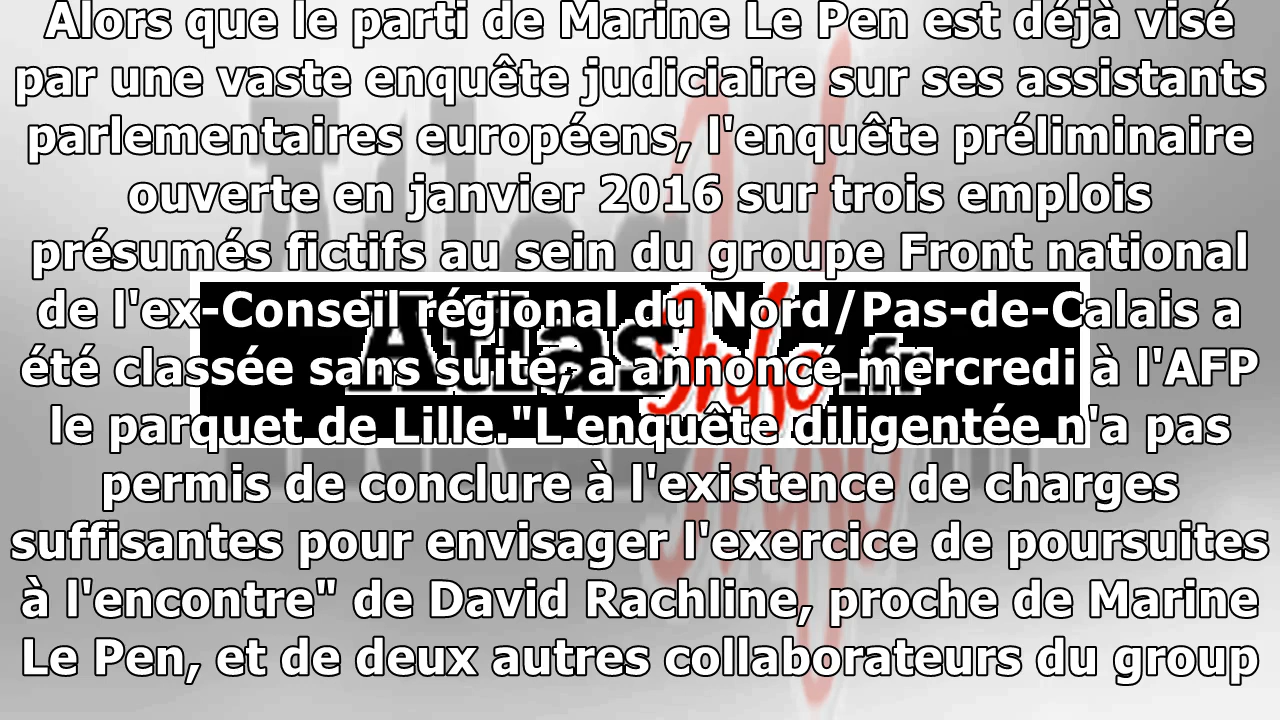 Alors que le parti de Marine Le Pen est déjà visé
par une vaste enquête judiciaire sur ses assistants
parlementaires européens, l'enquête préliminaire
ouverte en janvier 2016 sur trois emplois
présumés fictifs au sein du groupe Front national
de l'ex-Conseil régional du Nord/Pas-de-Calais a
été classée sans suite, a annoncé mercredi à l'AFP
le parquet de Lille."L'enquête diligentée n'a pas
permis de conclure à l'existence de charges
suffisantes pour envisager l'exercice de poursuites
à l'encontre" de David Rachline, proche de Marine
Le Pen, et de deux autres collaborateurs du group
AtlasInfo.fr